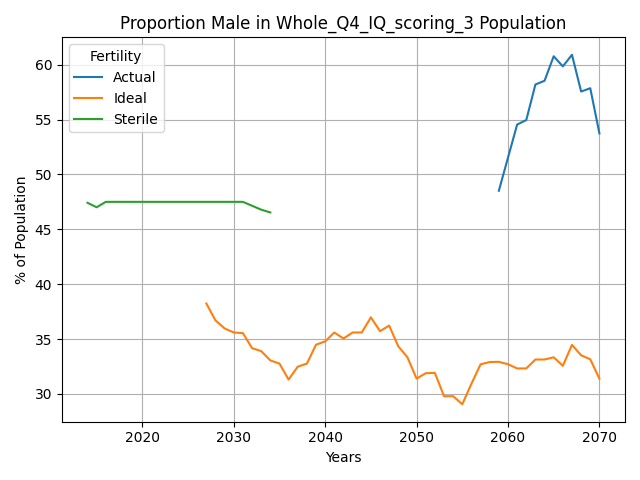 Proportion Male in Whole_Q4_IQ_scoring_3 Population
Fertility
Actual
Ideal
Sterile
% of Population
60
55
50
45
40
35
30
2020 2030 2040 2050 2060 2070
Years